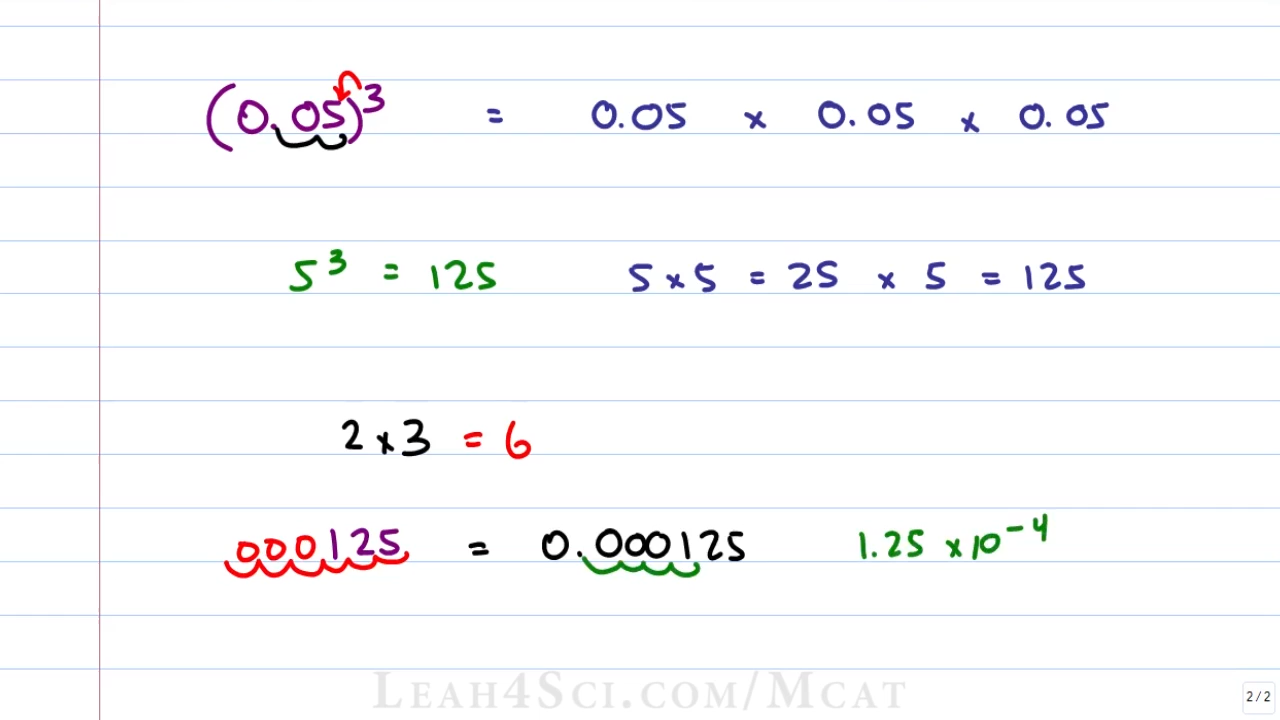 (0.05)³ = 0.05 x 0.05 x 0.05
5³ = 125 5 x 5 = 25 x 5 = 125
2 x 3 = 6
000125. = 0.000125 1.25 x 10⁻⁴
LEAH4SCI.COM/MCAT
2 / 2